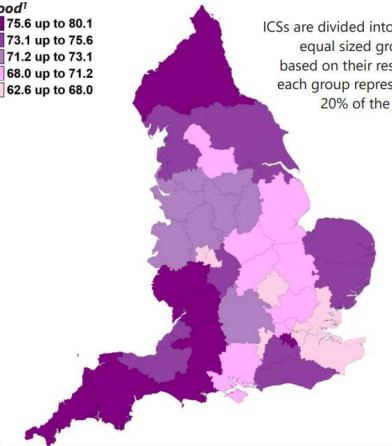 ood¹
75.6 up to 80.1
73.1 up to 75.6
71.2 up to 73.1
68.0 up to 71.2
62.6 up to 68.0
ICSs are divided into
equal sized gro
based on their res
each group repres
20% of the